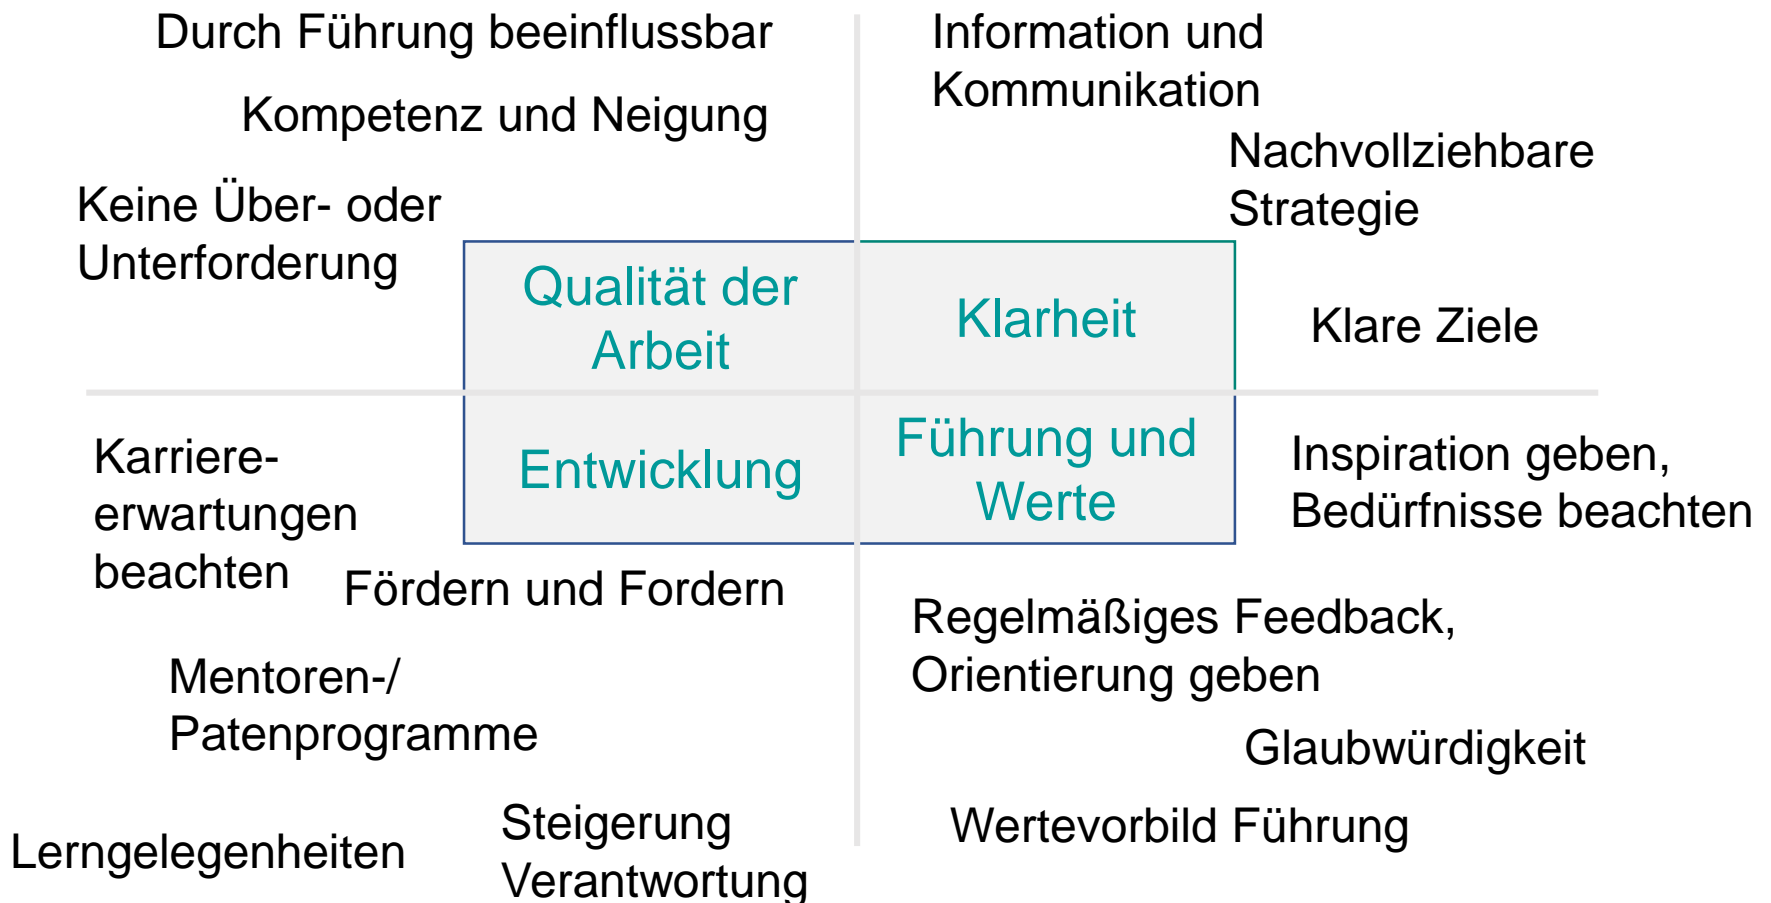 Durch Führung beeinflussbar
Kompetenz und Neigung
Keine Über- oder
Unterforderung
Qualität der
Arbeit
Information und
Kommunikation
Nachvollziehbare
Strategie
Klarheit
Klare Ziele
Karriere-
erwartungen
beachten
Entwicklung
Fördern und Fordern
Mentoren-/
Patenprogramme
Lerngelegenheiten
Steigerung
Verantwortung
Führung und
Werte
Inspiration geben,
Bedürfnisse beachten
Regelmäßiges Feedback,
Orientierung geben
Glaubwürdigkeit
Wertevorbild Führung